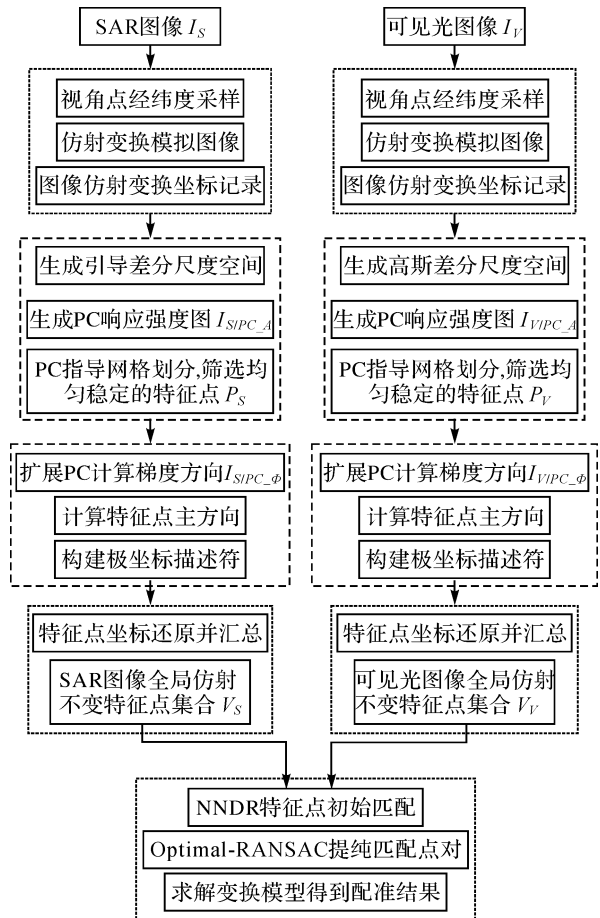 SAR图像 I_S
视角点经纬度采样
仿射变换模拟图像
图像仿射变换坐标记录
生成引导差分尺度空间
生成PC响应强度图 I_{S/PC_A}
PC指导网格划分,筛选均
匀稳定的特征点 P_S
扩展PC计算梯度方向I_{S/PC_Φ}
计算特征点主方向
构建极坐标描述符
特征点坐标还原并汇总
SAR图像全局仿射
不变特征点集合 V_S
可见光图像 I_V
视角点经纬度采样
仿射变换模拟图像
图像仿射变换坐标记录
生成高斯差分尺度空间
生成PC响应强度图 I_{V/PC_A}
PC指导网格划分,筛选均
匀稳定的特征点 P_V
扩展PC计算梯度方向I_{V/PC_Φ}
计算特征点主方向
构建极坐标描述符
特征点坐标还原并汇总
可见光图像全局仿射
不变特征点集合 V_V
NNDR特征点初始匹配
Optimal-RANSAC提纯匹配点对
求解变换模型得到配准结果